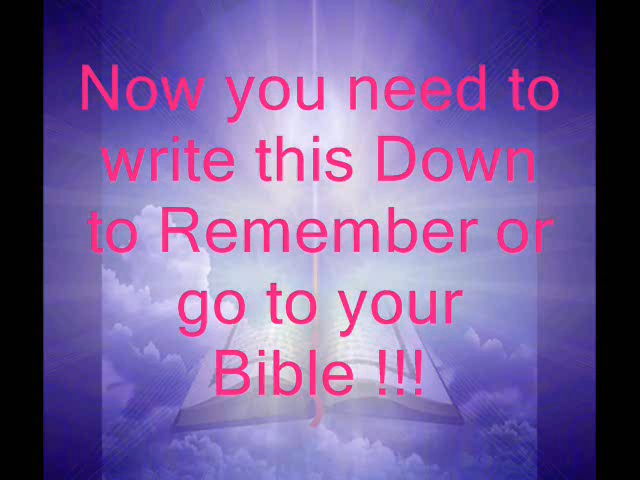 Now you need to
write this Down
to Remember or
go to your
Bible !!!